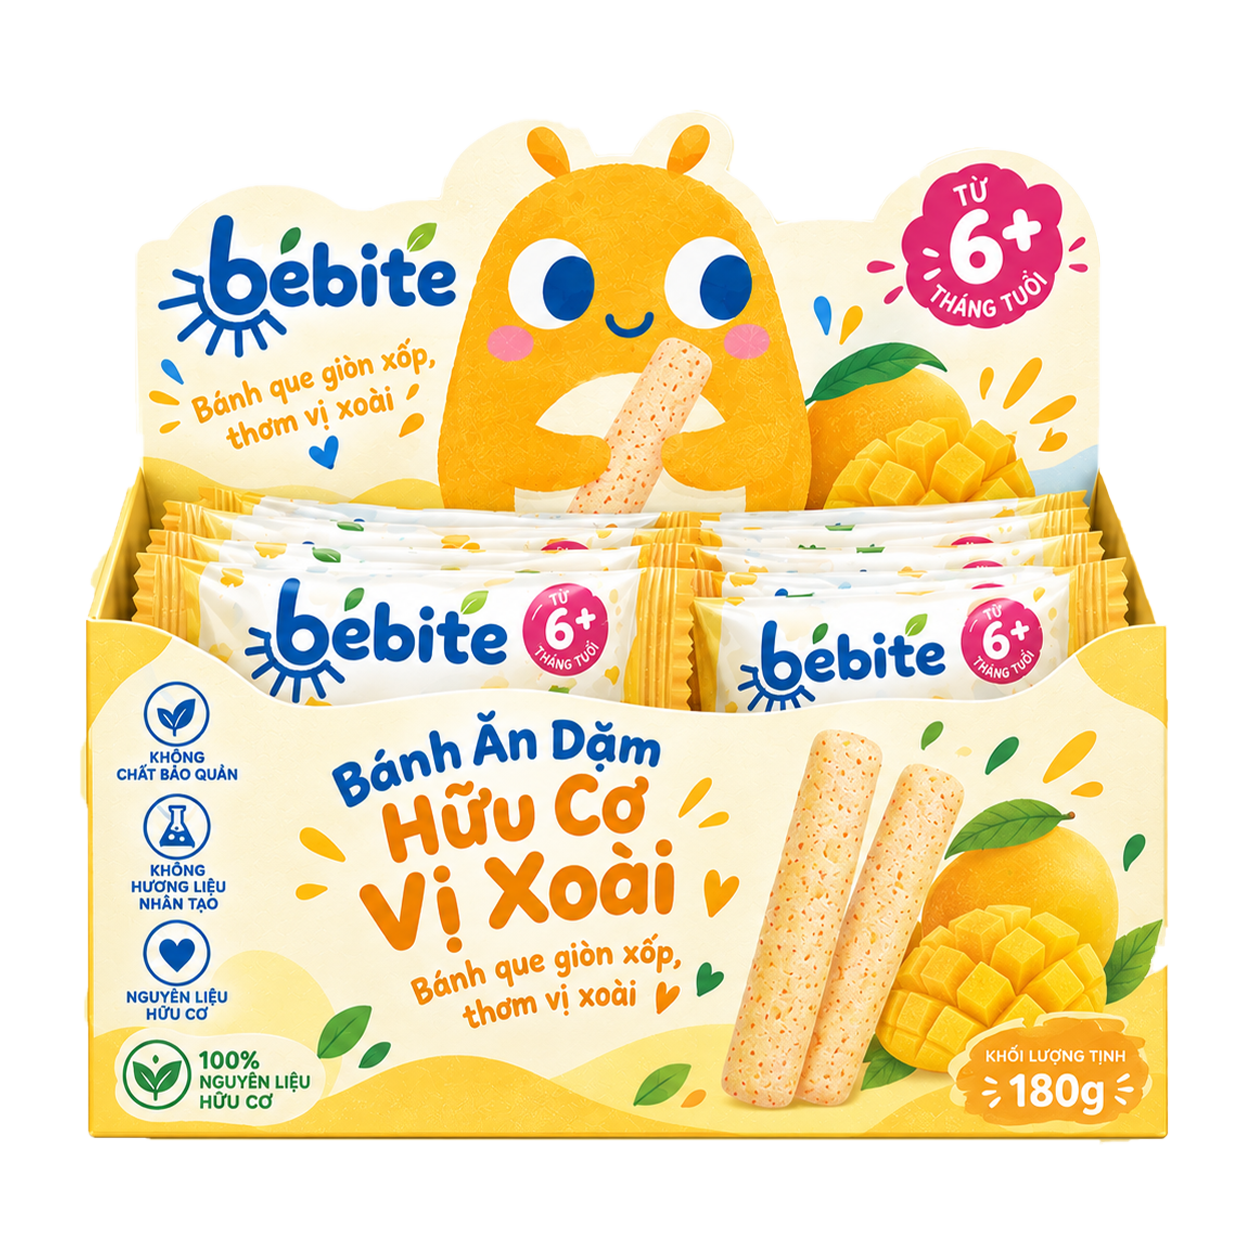 bébite
TỪ
6+
THÁNG TUỔI
Bánh que giòn xốp,
thơm vị xoài
bébite
TỪ
6+
THÁNG TUỔI
bébite
TỪ
6+
THÁNG TUỔI
KHÔNG
CHẤT BẢO QUẢN
KHÔNG
HƯƠNG LIỆU
NHÂN TẠO
NGUYÊN LIỆU
HỮU CƠ
100%
NGUYÊN LIỆU
HỮU CƠ
Bánh Ăn Dặm
Hữu Cơ
Vị Xoài
Bánh que giòn xốp,
thơm vị xoài
KHỐI LƯỢNG TỊNH
180g